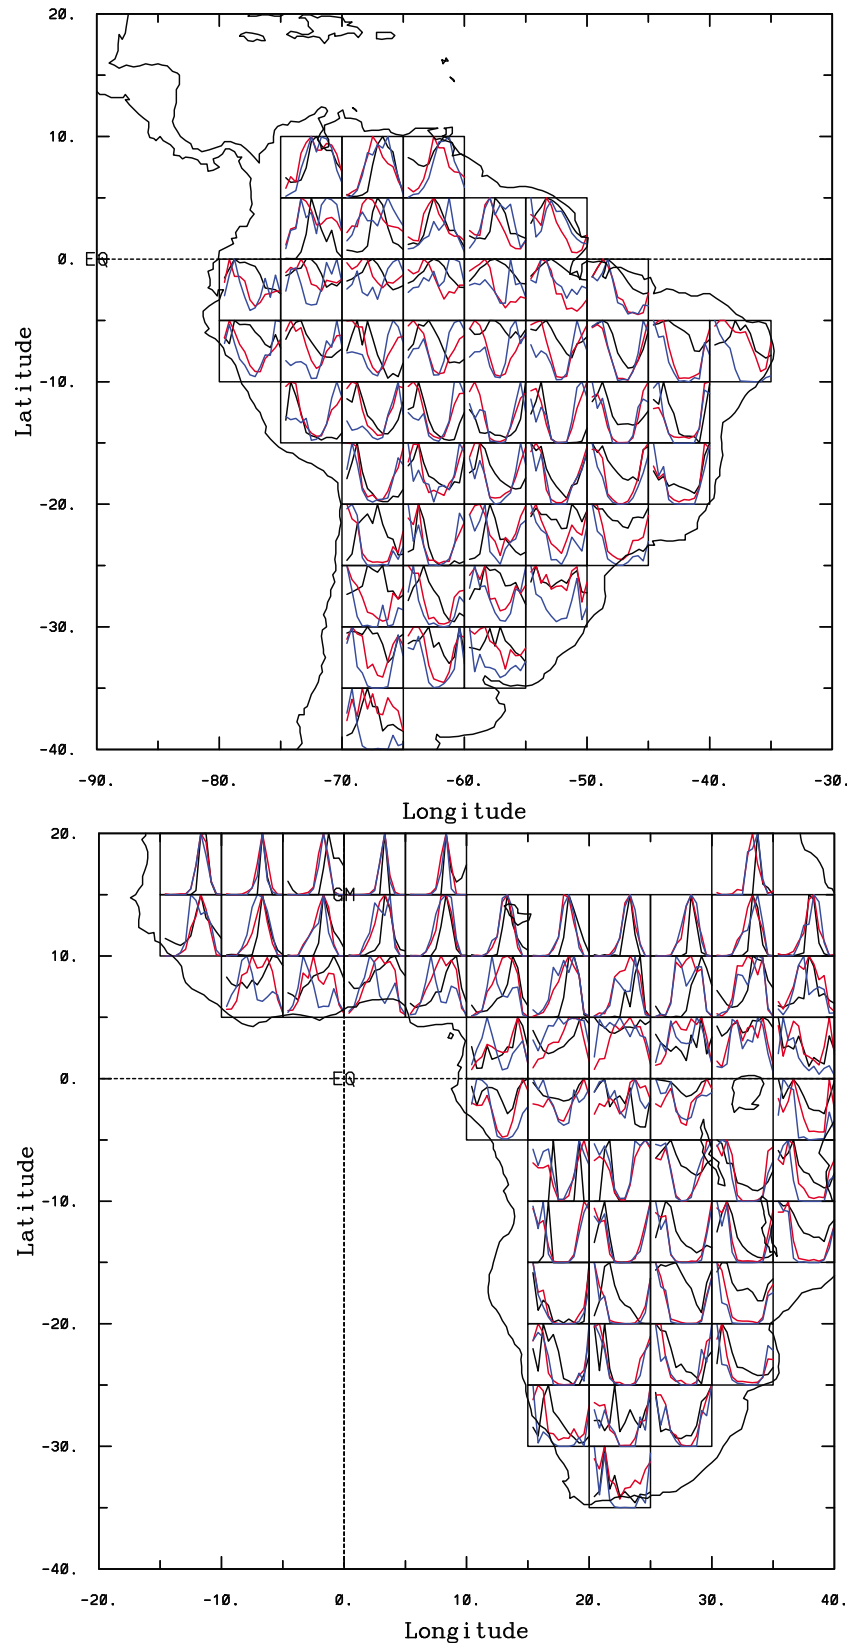 20.
10.
EQ
0.
-10.
-20.
-30.
-40.
Latitude
-90. -80. -70. -60. -50. -40. -30.
Longitude
20.
GM
10.
0.
EQ
-10.
-20.
-30.
-40.
Latitude
-20. -10. 0. 10. 20. 30. 40.
Longitude